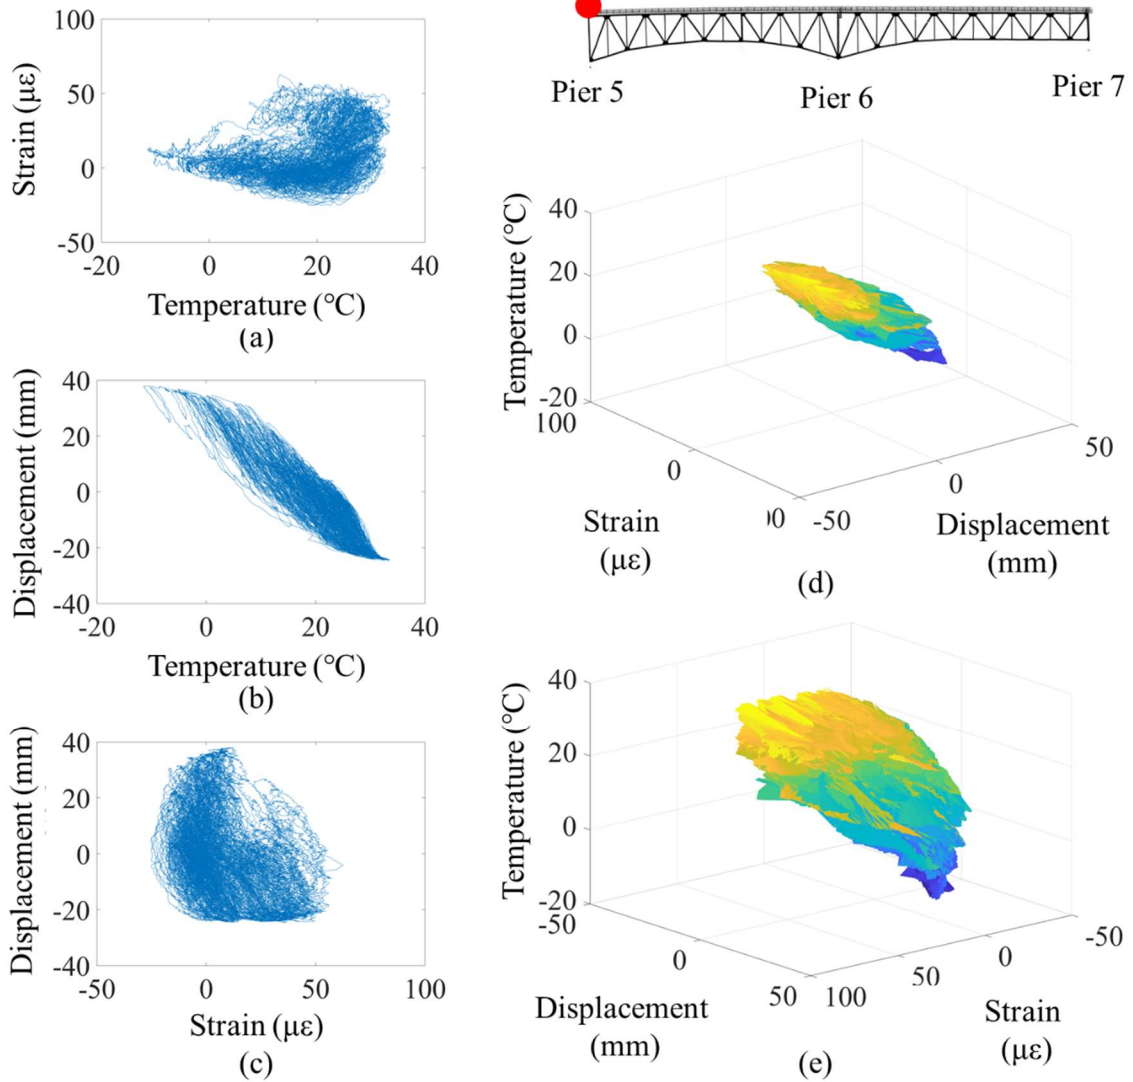 100
50
0
-50
Strain (με)
-20
0
20
40
Temperature (°C)
(a)
40
20
0
-20
-40
Displacement (mm)
-20
0
20
40
Temperature (°C)
(b)
40
20
0
-20
-40
Displacement (mm)
-50
0
50
100
Strain (με)
(c)
Pier 5
Pier 6
Pier 7
40
20
0
-20
Temperature (°C)
100
0
00
-50
0
50
Strain
(με)
Displacement
(mm)
(d)
40
20
0
-20
Temperature (°C)
-50
0
50
100
50
0
-50
Displacement
(mm)
Strain
(με)
(e)